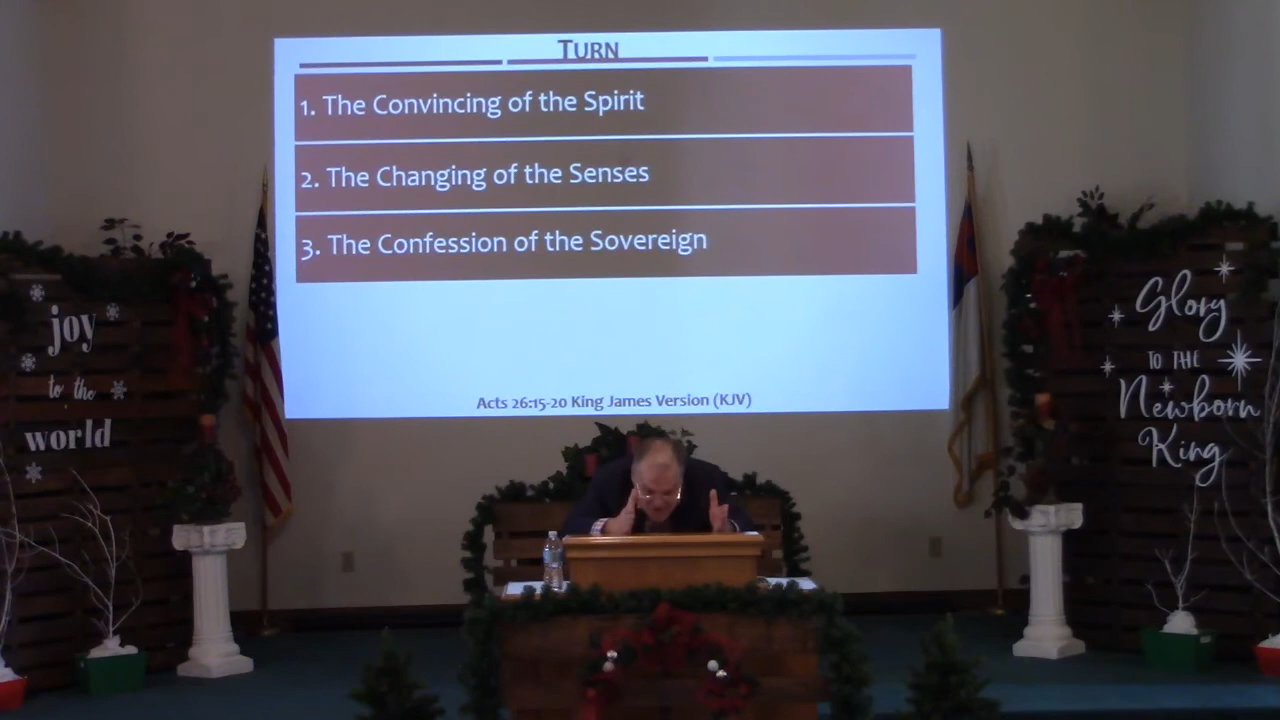 TURN
1. The Convincing of the Spirit
2. The Changing of the Senses
3. The Confession of the Sovereign
Acts 26:15-20 King James Version (KJV)
joy
to the
world
Glory
TO THE
Newborn
King